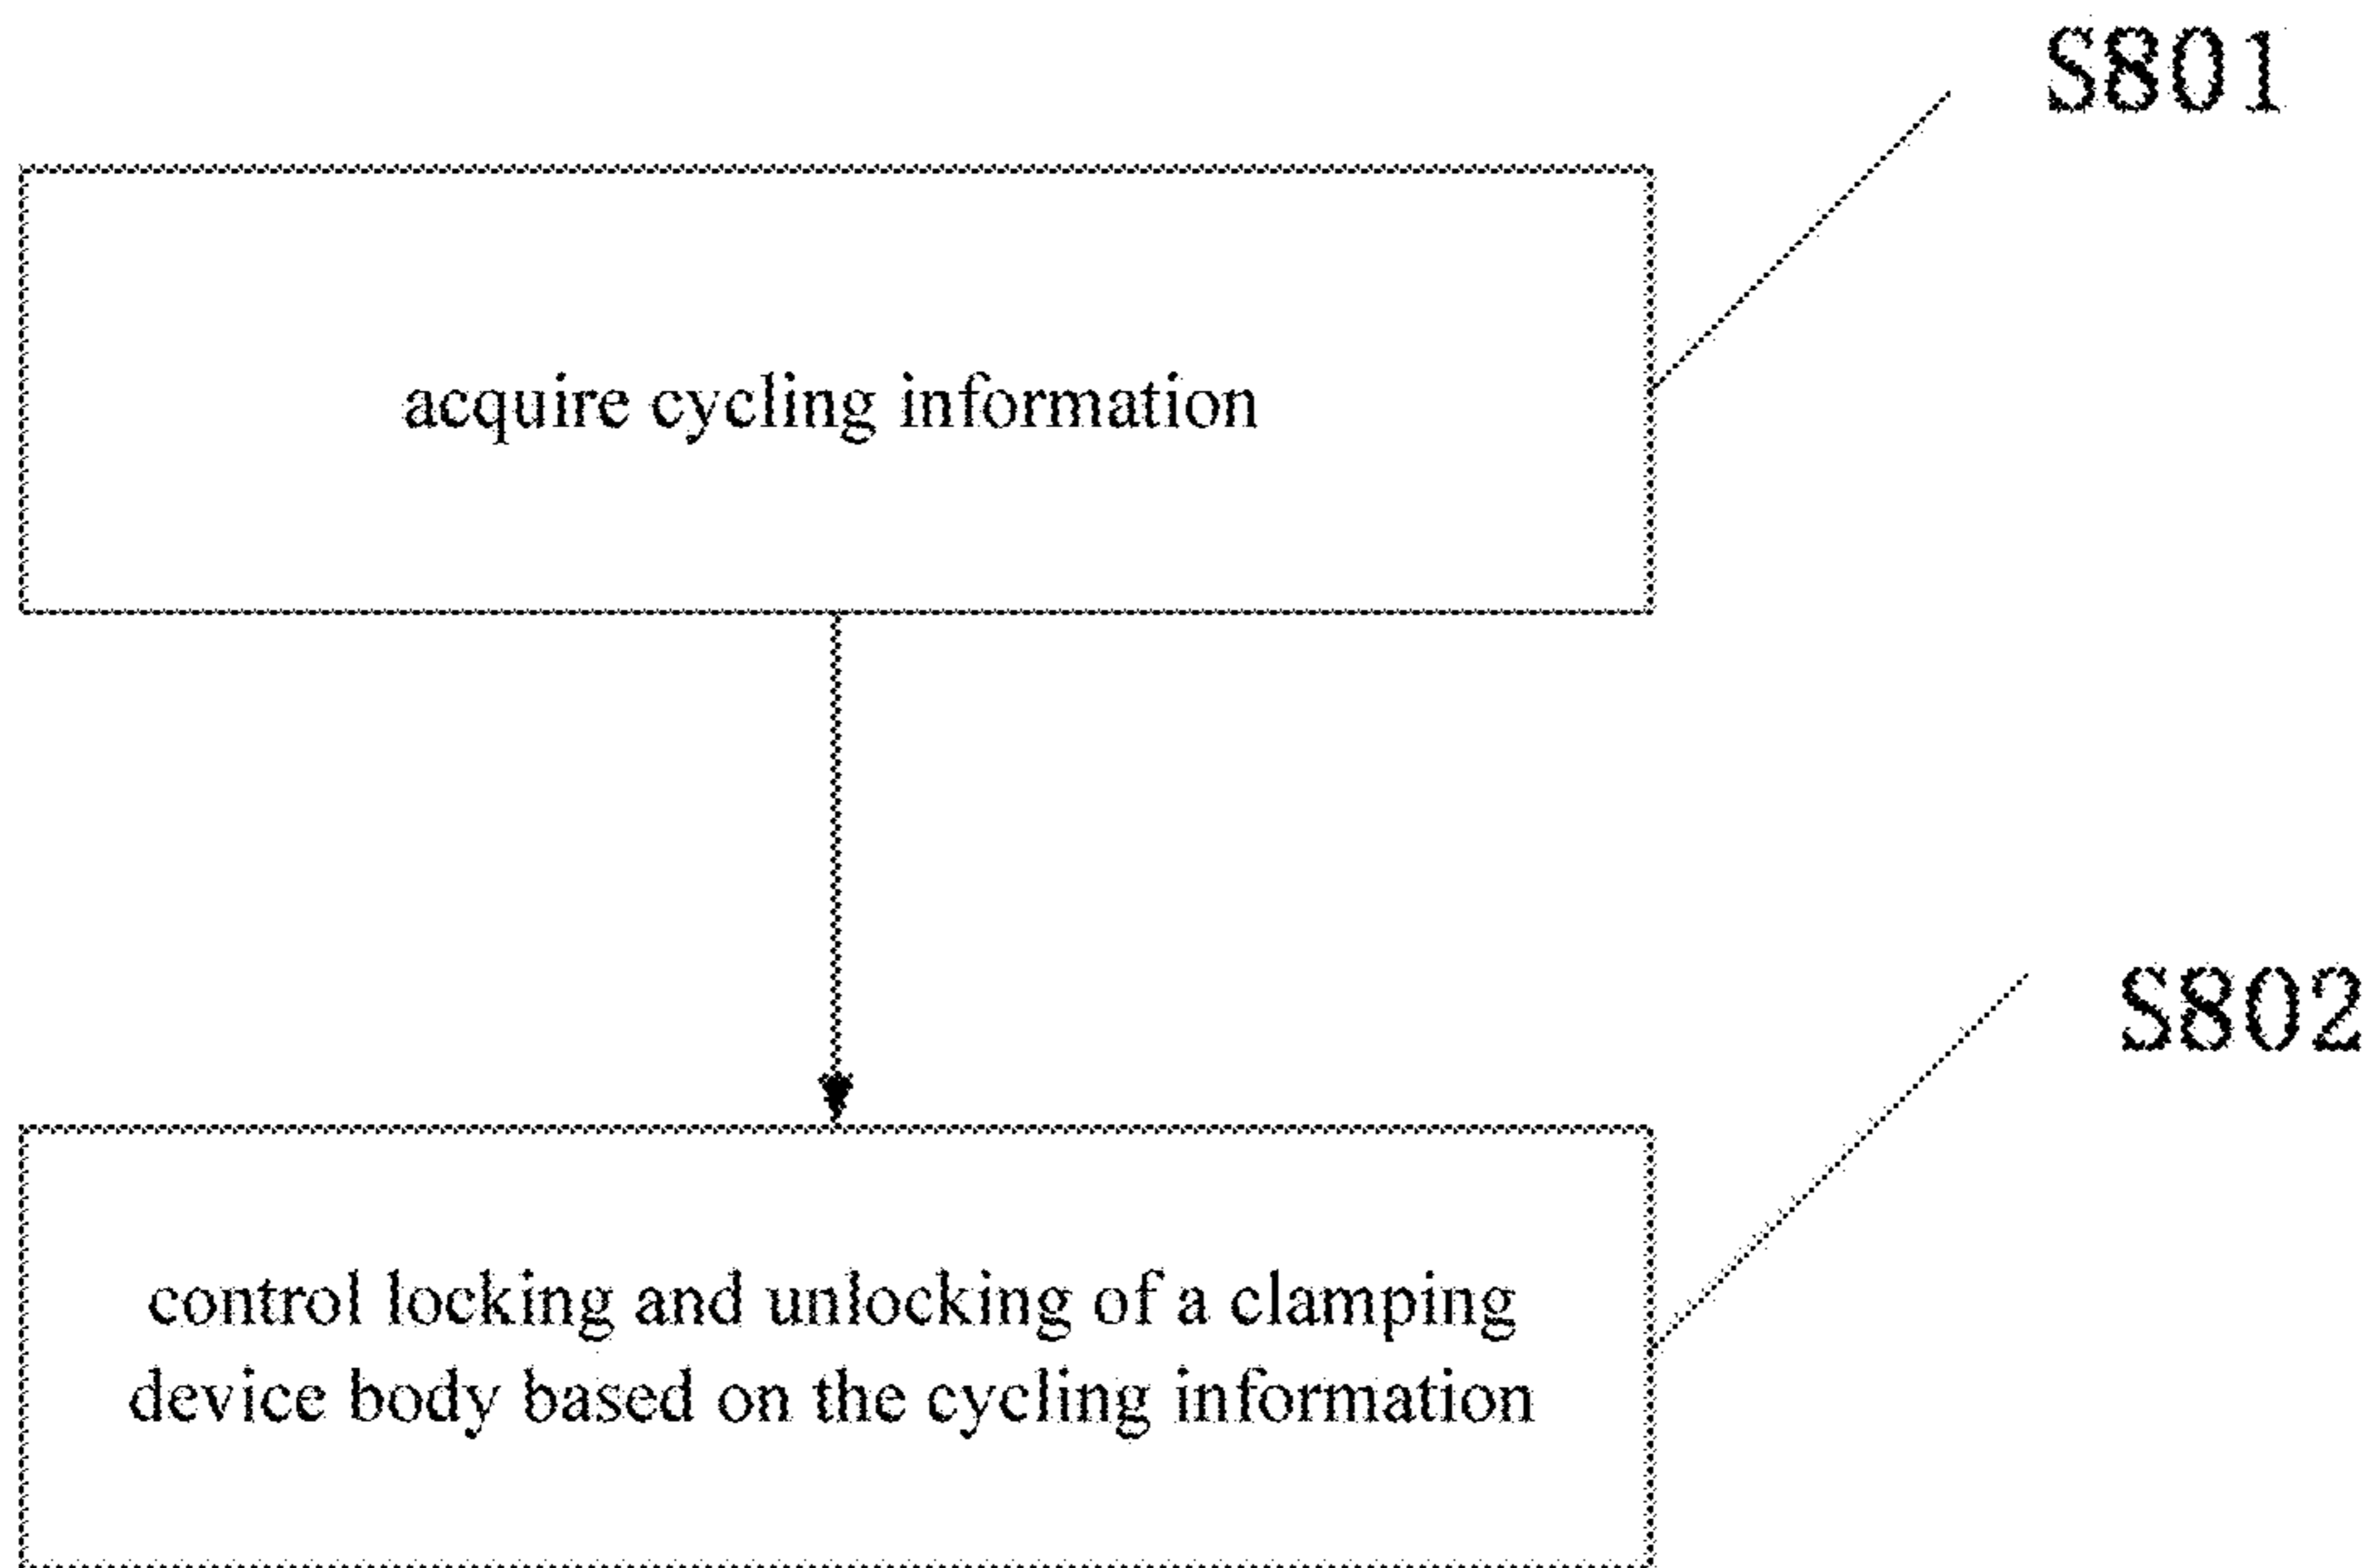 S801
acquire cycling information
S802
control locking and unlocking of a clamping
device body based on the cycling information